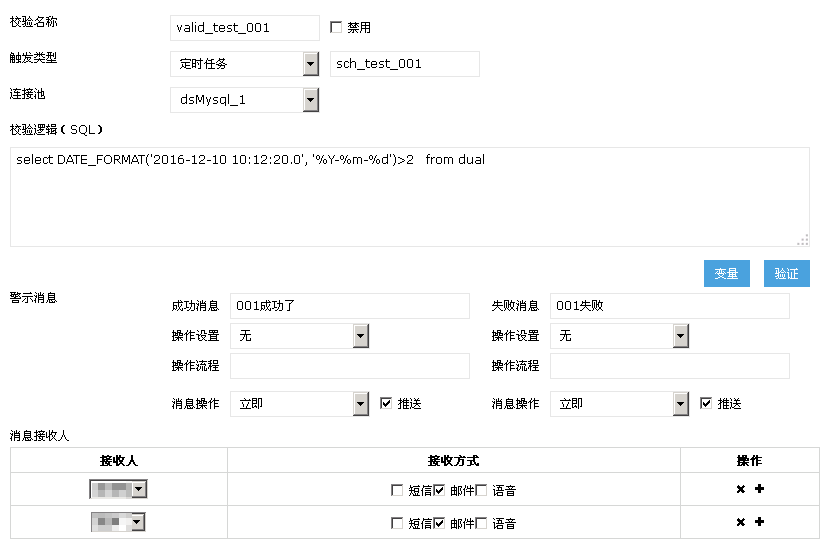 校验名称 valid_test_001 禁用
触发类型 定时任务 sch_test_001
连接池 dsMysql_1
校验逻辑(SQL)
select DATE_FORMAT('2016-12-10 10:12:20.0', '%Y-%m-%d')>2 from dual
变量 验证
警示消息 成功消息 001成功了 失败消息 001失败
操作设置 无 操作设置 无
操作流程 操作流程
消息操作 立即 推送 消息操作 立即 推送
消息接收人
接收人 接收方式 操作
短信 邮件 语音
短信 邮件 语音